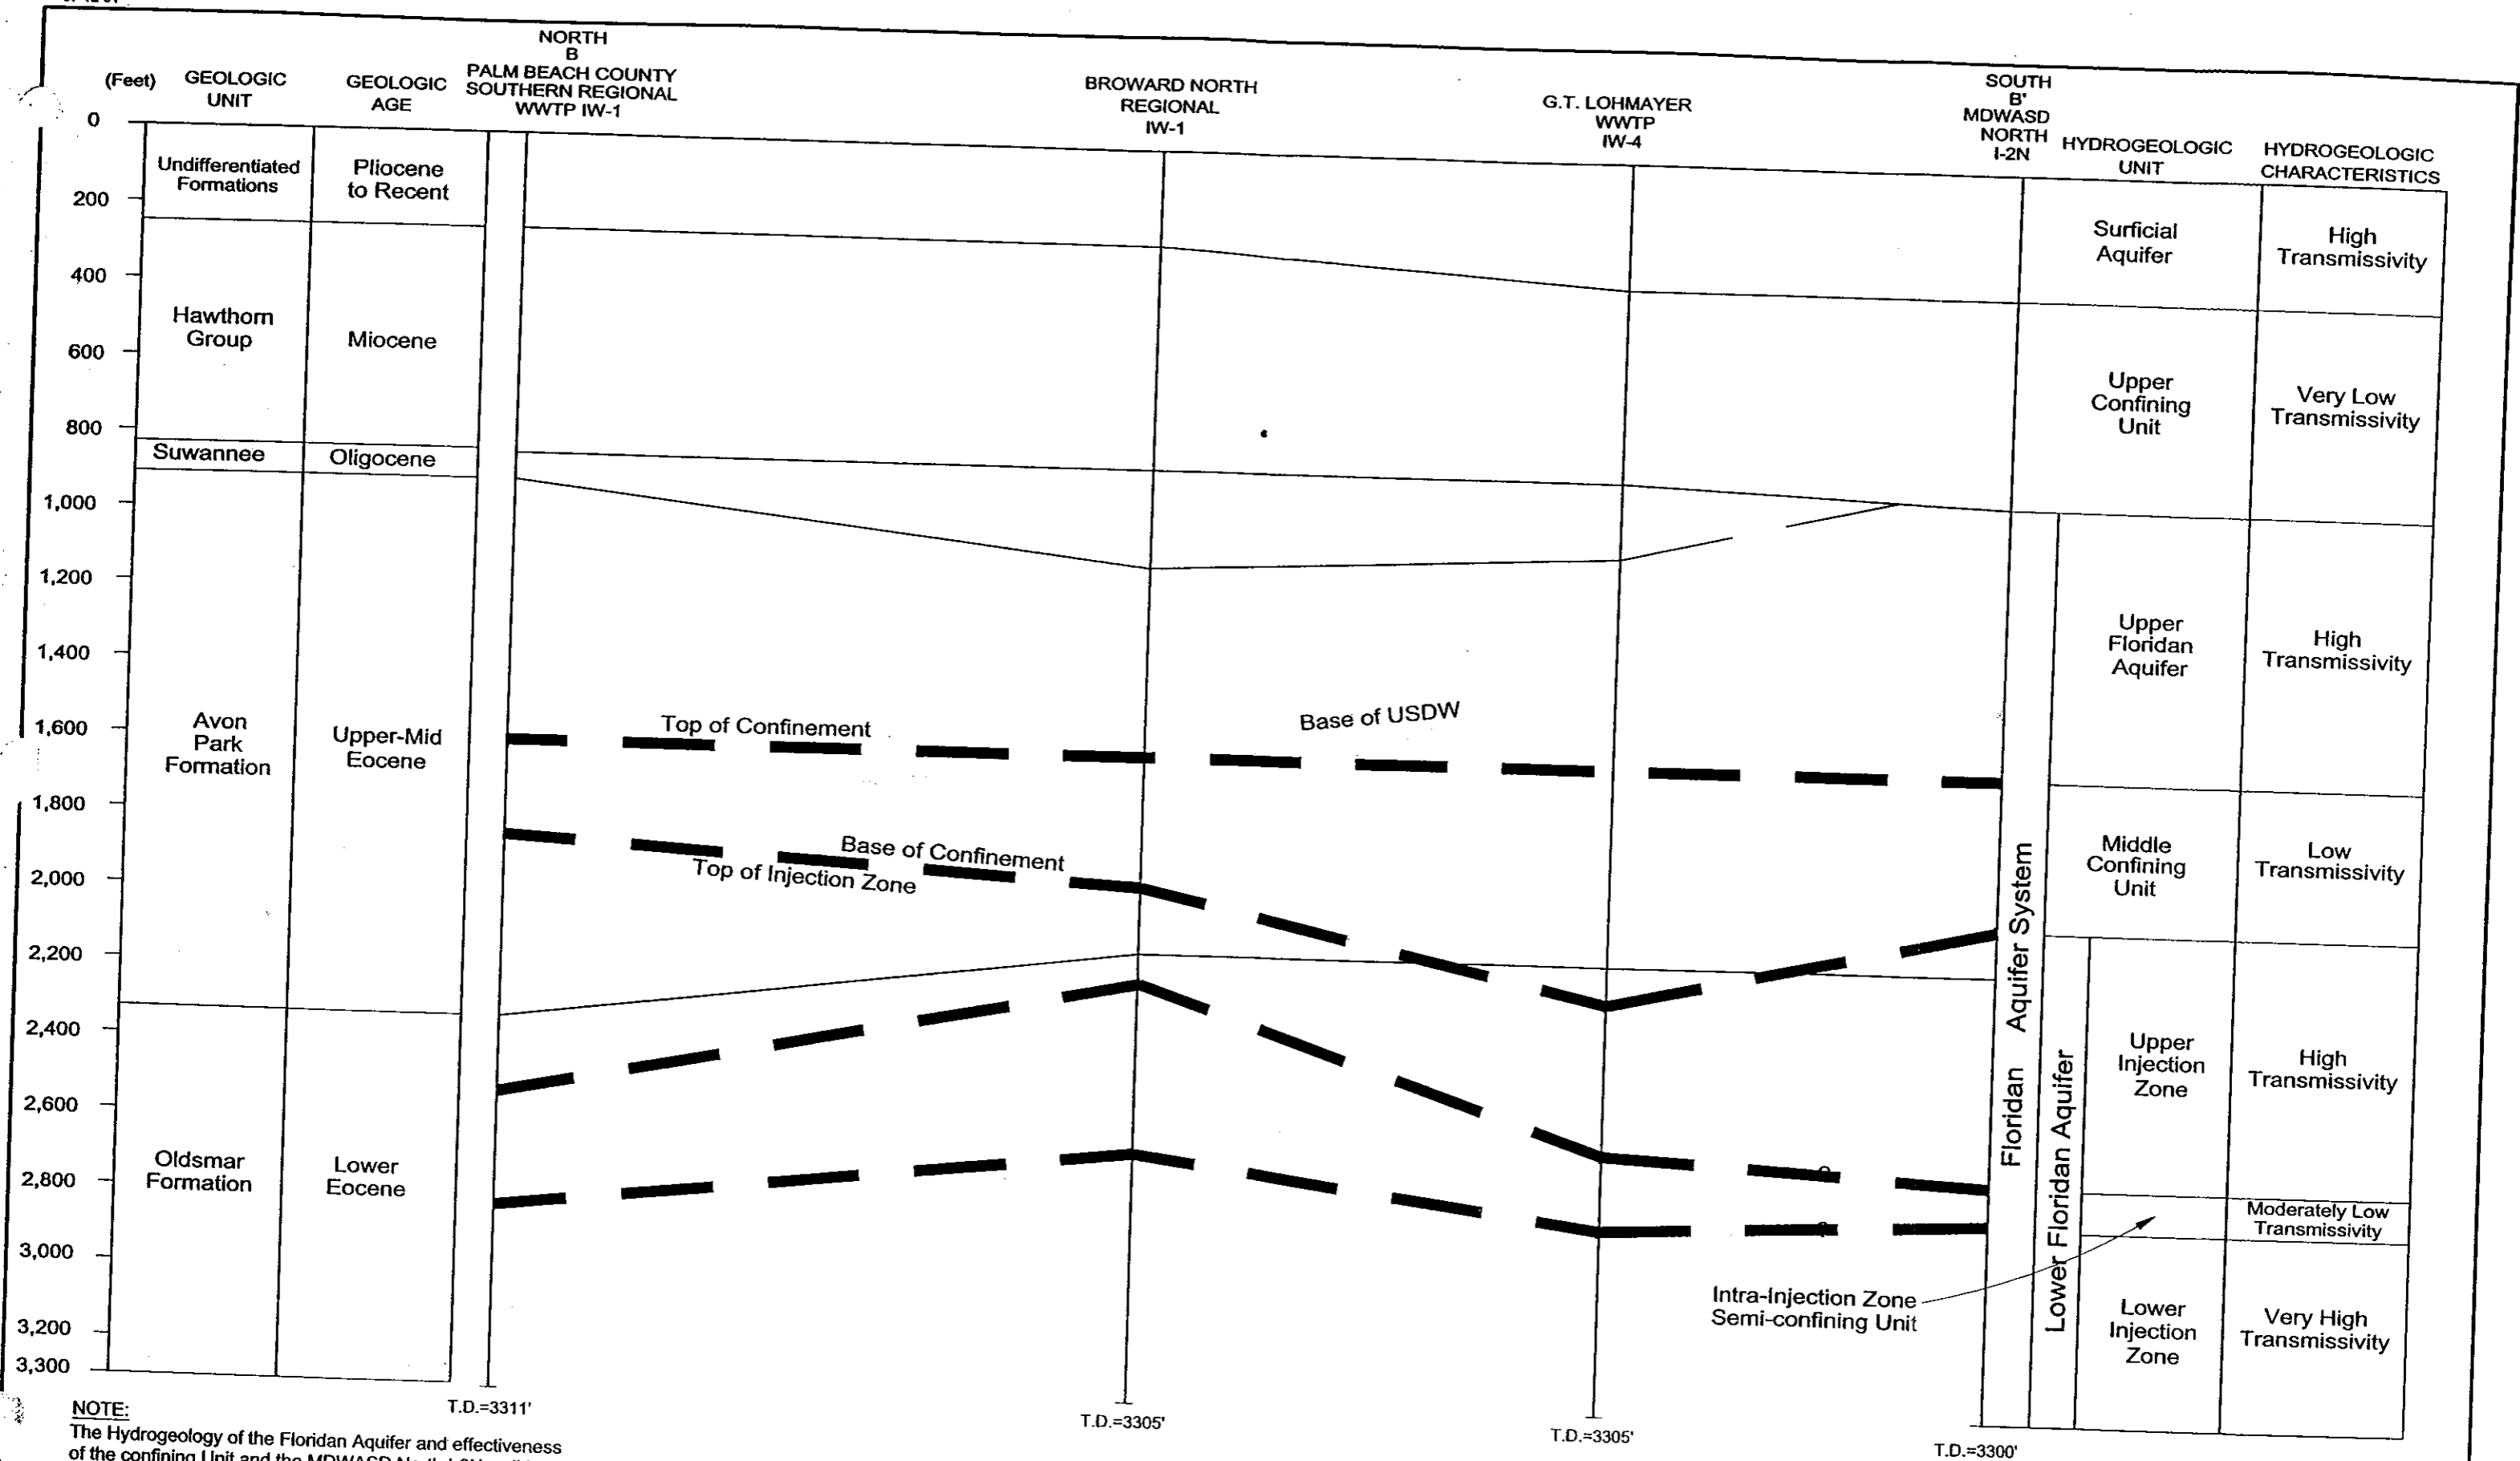 NORTH
B
PALM BEACH COUNTY
SOUTHERN REGIONAL
WWTP IW-1
BROWARD NORTH
REGIONAL
IW-1
G.T. LOHMAYER
WWTP
IW-4
SOUTH
B'
MDWASD
NORTH
I-2N
(Feet)
GEOLOGIC
UNIT
GEOLOGIC
AGE
HYDROGEOLOGIC
UNIT
HYDROGEOLOGIC
CHARACTERISTICS
0
200
400
600
800
1,000
1,200
1,400
1,600
1,800
2,000
2,200
2,400
2,600
2,800
3,000
3,200
3,300
Undifferentiated
Formations
Pliocene
to Recent
Hawthorn
Group
Miocene
Suwannee
Oligocene
Avon
Park
Formation
Upper-Mid
Eocene
Oldsmar
Formation
Lower
Eocene
Top of Confinement
Base of USDW
Base of Confinement
Top of Injection Zone
Intra-Injection Zone
Semi-confining Unit
Floridan Aquifer System
Lower Floridan Aquifer
Surficial
Aquifer
High
Transmissivity
Upper
Confining
Unit
Very Low
Transmissivity
Upper
Floridan
Aquifer
High
Transmissivity
Middle
Confining
Unit
Low
Transmissivity
Upper
Injection
Zone
High
Transmissivity
Moderately Low
Transmissivity
Lower
Injection
Zone
Very High
Transmissivity
T.D.=3311'
T.D.=3305'
T.D.=3305'
T.D.=3300'
NOTE:
The Hydrogeology of the Floridan Aquifer and effectiveness
of the confining Unit and the MDWASD North